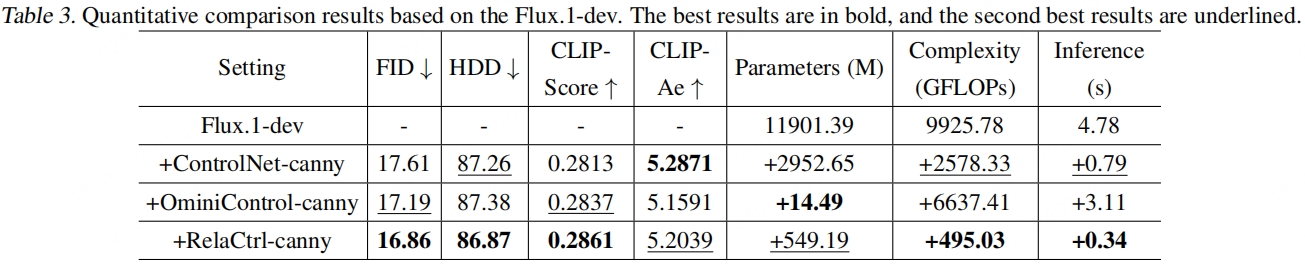 Table 3. Quantitative comparison results based on the Flux.1-dev. The best results are in bold, and the second best results are underlined.
Setting FID ↓ HDD ↓ CLIP-Score ↑ CLIP-Ae ↑ Parameters (M) Complexity (GFLOPs) Inference (s)
Flux.1-dev - - - - 11901.39 9925.78 4.78
+ControlNet-canny 17.61 87.26 0.2813 5.2871 +2952.65 +2578.33 +0.79
+OminiControl-canny 17.19 87.38 0.2837 5.1591 +14.49 +6637.41 +3.11
+RelaCtrl-canny 16.86 86.87 0.2861 5.2039 +549.19 +495.03 +0.34